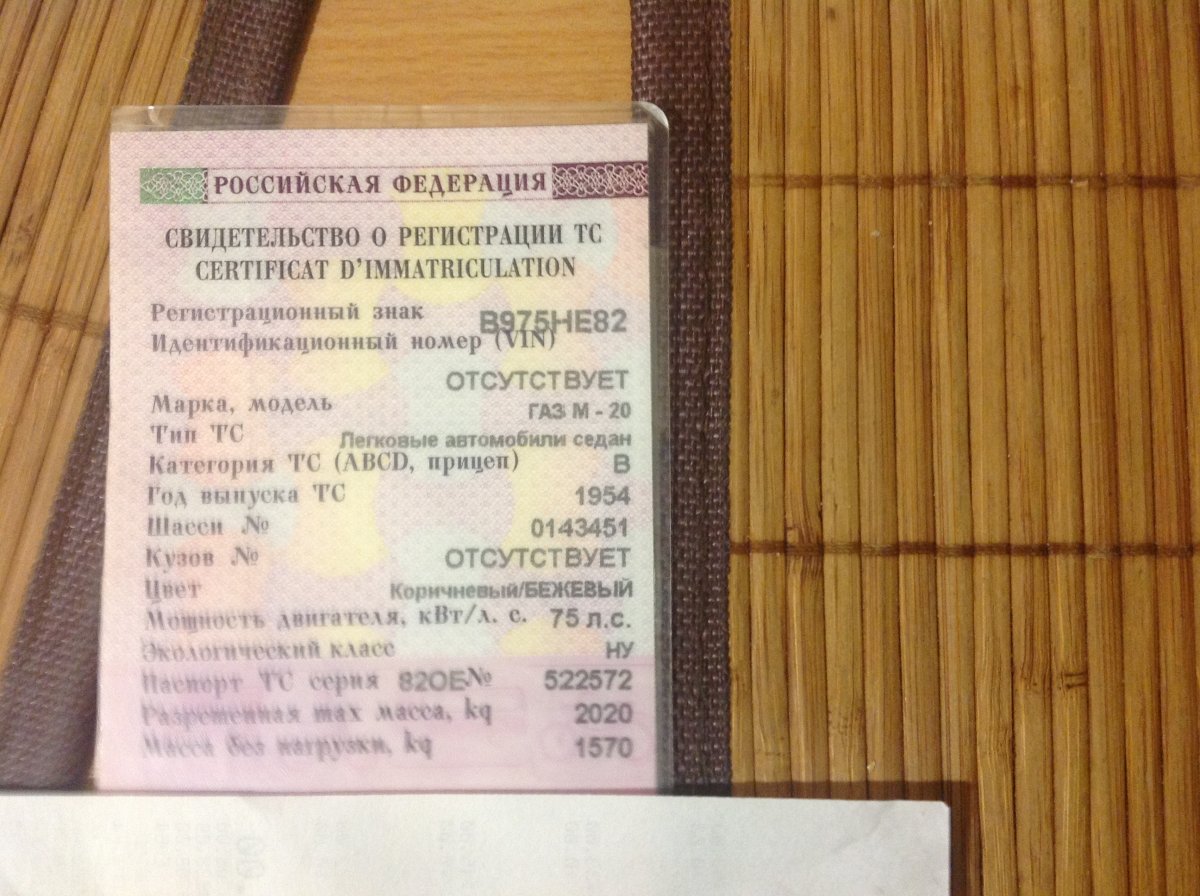 РОССИЙСКАЯ ФЕДЕРАЦИЯ
СВИДЕТЕЛЬСТВО О РЕГИСТРАЦИИ ТС
CERTIFICAT D'IMMATRICULATION
Регистрационный знак В975НЕ82
Идентификационный номер (VIN)
ОТСУТСТВУЕТ
Марка, модель ГАЗ М - 20
Тип ТС Легковые автомобили седан
Категория ТС (ABCD, прицеп) В
Год выпуска ТС 1954
Шасси № 0143451
Кузов № ОТСУТСТВУЕТ
Цвет Коричневый/БЕЖЕВЫЙ
Мощность двигателя, кВт/л. с. 75 л.с.
Экологический класс НУ
Паспорт ТС серия 82ОЕ № 522572
Разрешенная max масса, kg 2020
Масса без нагрузки, kg 1570